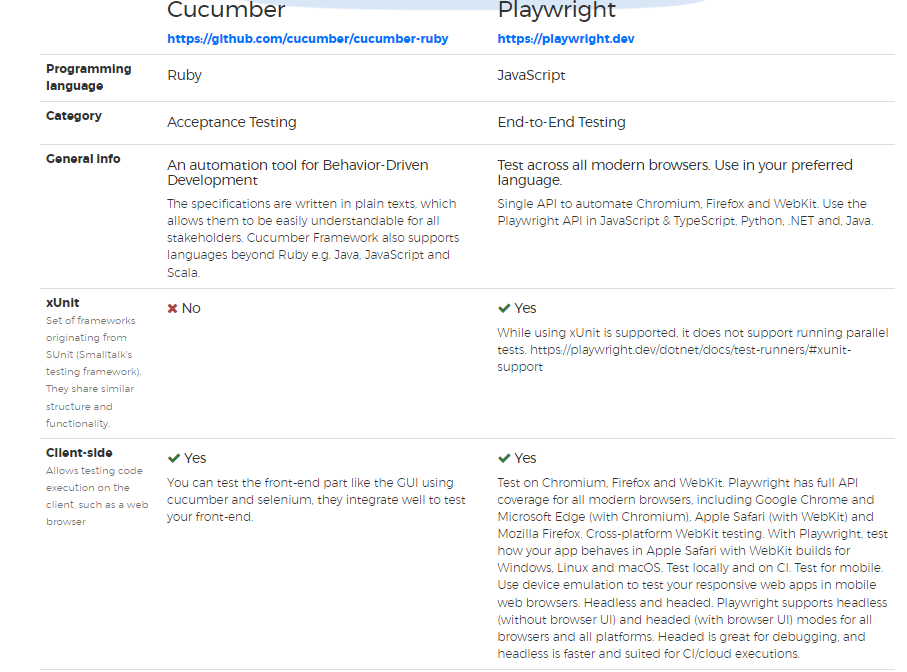 Cucumber
Playwright
https://github.com/cucumber/cucumber-ruby
https://playwright.dev
Programming
language
Ruby
JavaScript
Category
Acceptance Testing
End-to-End Testing
General info
An automation tool for Behavior-Driven
Development
The specifications are written in plain texts, which
allows them to be easily understandable for all
stakeholders. Cucumber Framework also supports
languages beyond Ruby e.g. Java, JavaScript and
Scala.
Test across all modern browsers. Use in your preferred
language.
Single API to automate Chromium, Firefox and WebKit. Use the
Playwright API in JavaScript & TypeScript, Python, .NET and, Java.
xUnit
Set of frameworks
originating from
SUnit (Smalltalk's
testing framework).
They share similar
structure and
functionality.
No
Yes
While using xUnit is supported, it does not support running parallel
tests. https://playwright.dev/dotnet/docs/test-runners/#xunit-
support
Client-side
Allows testing code
execution on the
client, such as a web
browser
Yes
You can test the front-end part like the GUI using
cucumber and selenium, they integrate well to test
your front-end.
Yes
Test on Chromium, Firefox and WebKit. Playwright has full API
coverage for all modern browsers, including Google Chrome and
Microsoft Edge (with Chromium), Apple Safari (with WebKit) and
Mozilla Firefox. Cross-platform WebKit testing. With Playwright, test
how your app behaves in Apple Safari with WebKit builds for
Windows, Linux and macOS. Test locally and on CI. Test for mobile.
Use device emulation to test your responsive web apps in mobile
web browsers. Headless and headed. Playwright supports headless
(without browser UI) and headed (with browser UI) modes for all
browsers and all platforms. Headed is great for debugging, and
headless is faster and suited for CI/cloud executions.